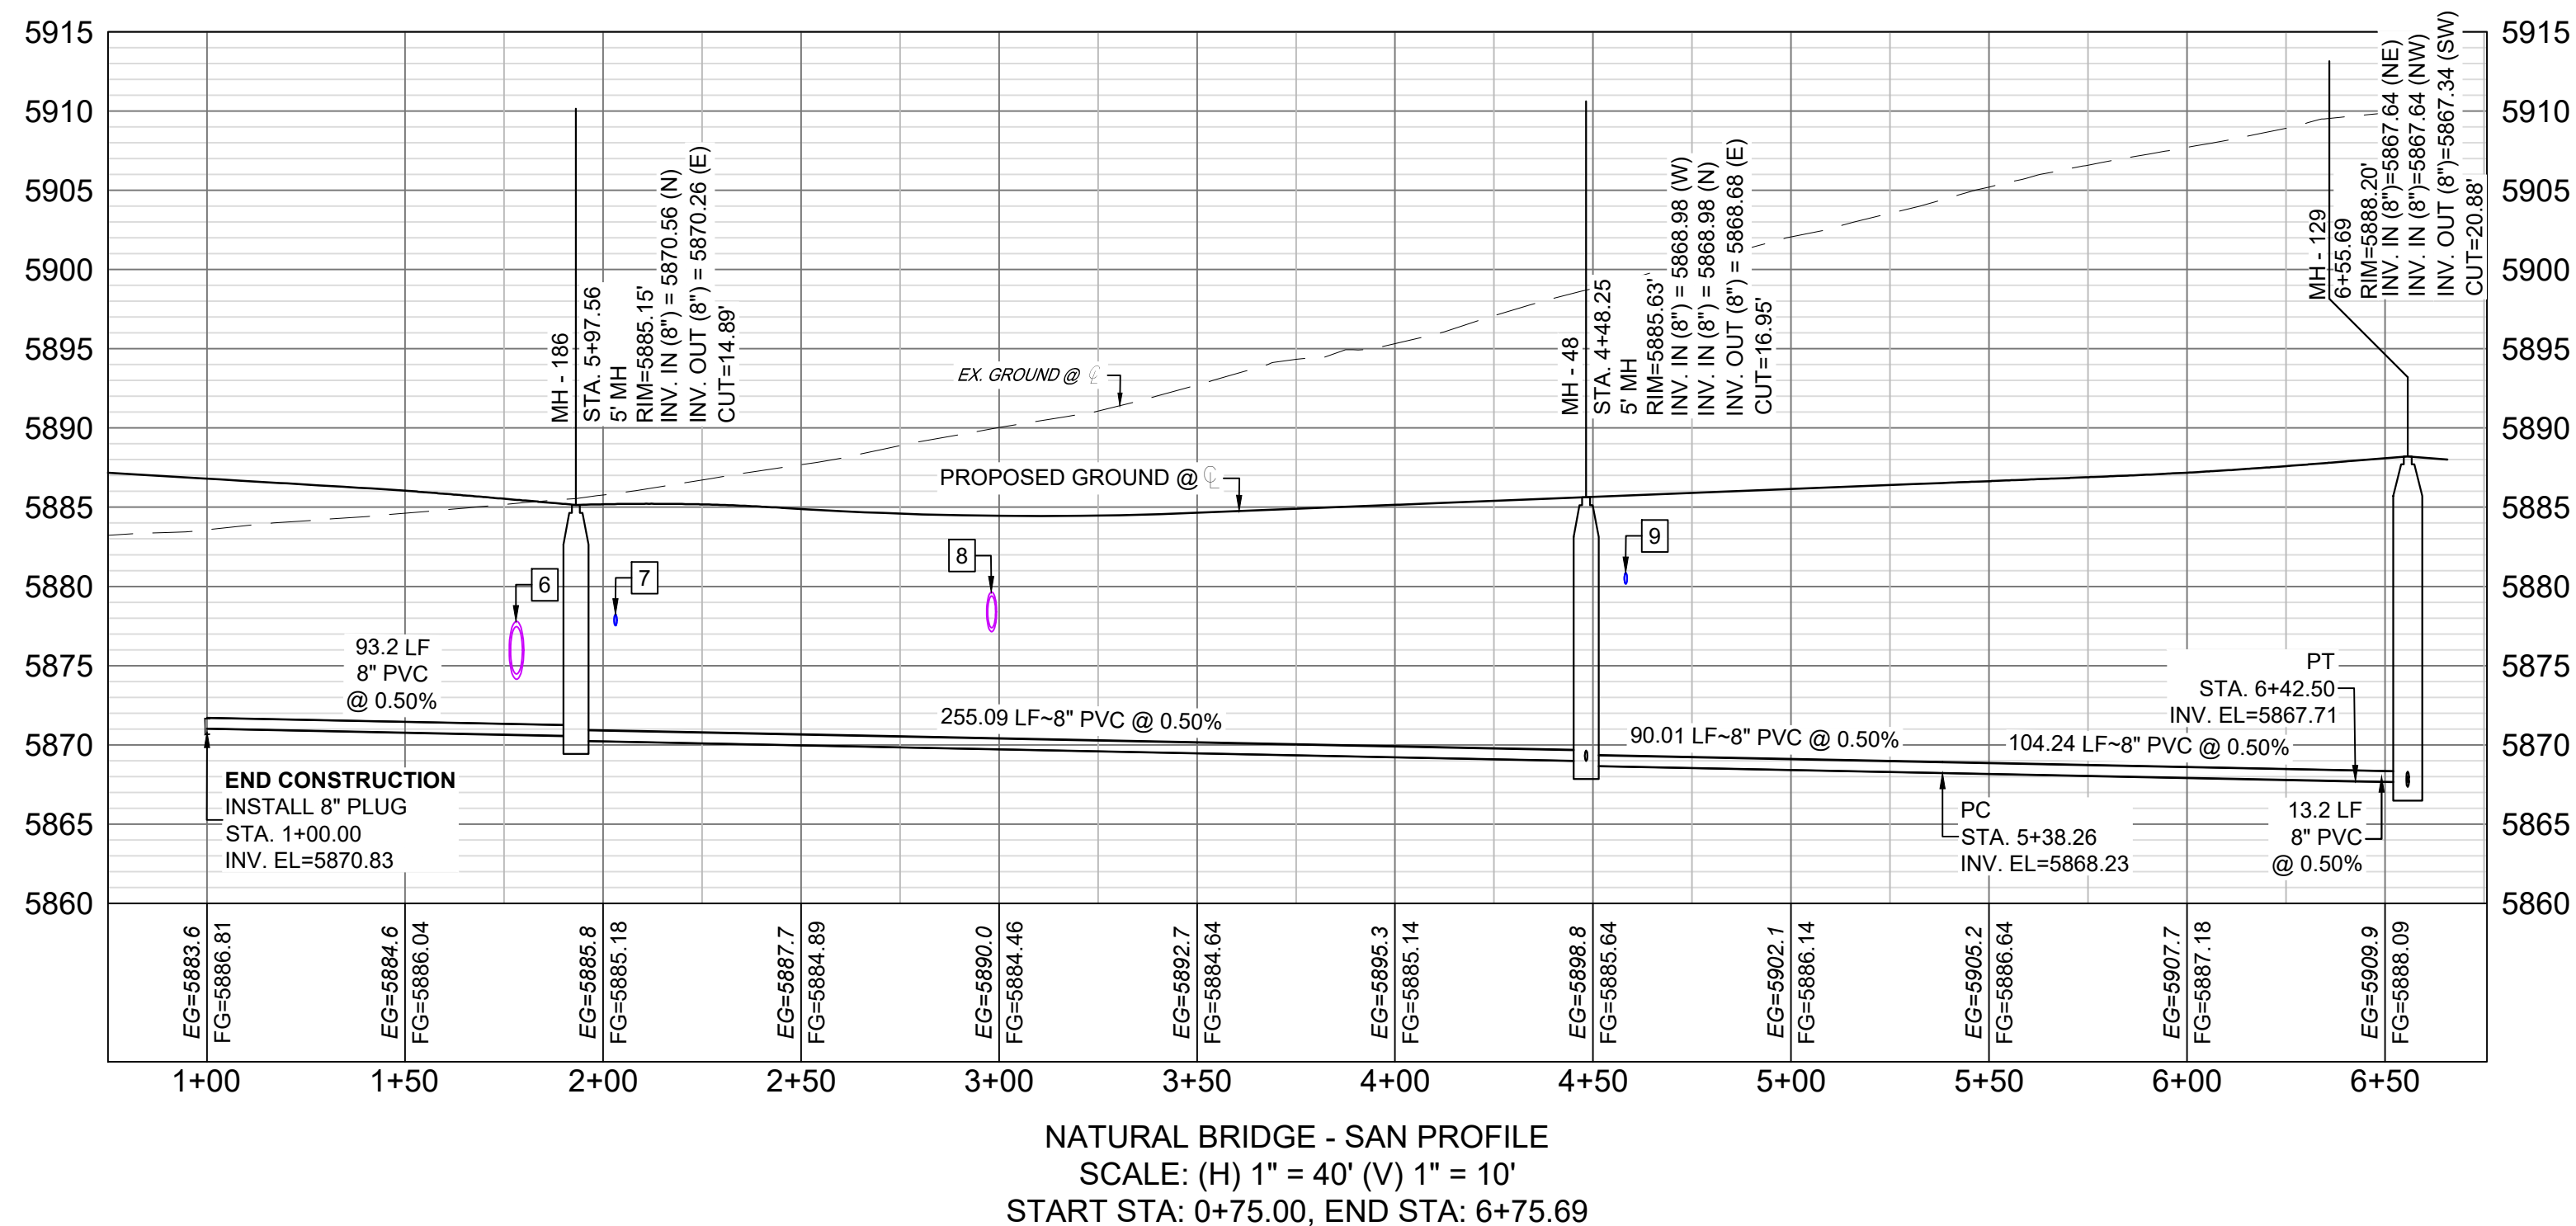 5915
5910
5905
5900
5895
5890
5885
5880
5875
5870
5865
5860
5915
5910
5905
5900
5895
5890
5885
5880
5875
5870
5865
5860
MH - 186
STA. 5+97.56
5' MH
RIM=5885.15'
INV. IN (8") = 5870.56 (N)
INV. OUT (8") = 5870.26 (E)
CUT=14.89'
EX. GROUND @ ℄
PROPOSED GROUND @ ℄
MH - 48
STA. 4+48.25
5' MH
RIM=5885.63'
INV. IN (8") = 5868.98 (W)
INV. IN (8") = 5868.98 (N)
INV. OUT (8") = 5868.68 (E)
CUT=16.95'
MH - 129
6+55.69
RIM=5888.20'
INV. IN (8")=5867.64 (NE)
INV. IN (8")=5867.64 (NW)
INV. OUT (8")=5867.34 (SW)
CUT=20.88'
6
7
8
9
93.2 LF
8" PVC
@ 0.50%
255.09 LF~8" PVC @ 0.50%
90.01 LF~8" PVC @ 0.50%
104.24 LF~8" PVC @ 0.50%
PT
STA. 6+42.50
INV. EL=5867.71
END CONSTRUCTION
INSTALL 8" PLUG
STA. 1+00.00
INV. EL=5870.83
PC
STA. 5+38.26
INV. EL=5868.23
13.2 LF
8" PVC
@ 0.50%
EG=5883.6
FG=5886.81
EG=5884.6
FG=5886.04
EG=5885.8
FG=5885.18
EG=5887.7
FG=5884.89
EG=5890.0
FG=5884.46
EG=5892.7
FG=5884.64
EG=5895.3
FG=5885.14
EG=5898.8
FG=5885.64
EG=5902.1
FG=5886.14
EG=5905.2
FG=5886.64
EG=5907.7
FG=5887.18
EG=5909.9
FG=5888.09
1+00
1+50
2+00
2+50
3+00
3+50
4+00
4+50
5+00
5+50
6+00
6+50
NATURAL BRIDGE - SAN PROFILE
SCALE: (H) 1" = 40' (V) 1" = 10'
START STA: 0+75.00, END STA: 6+75.69